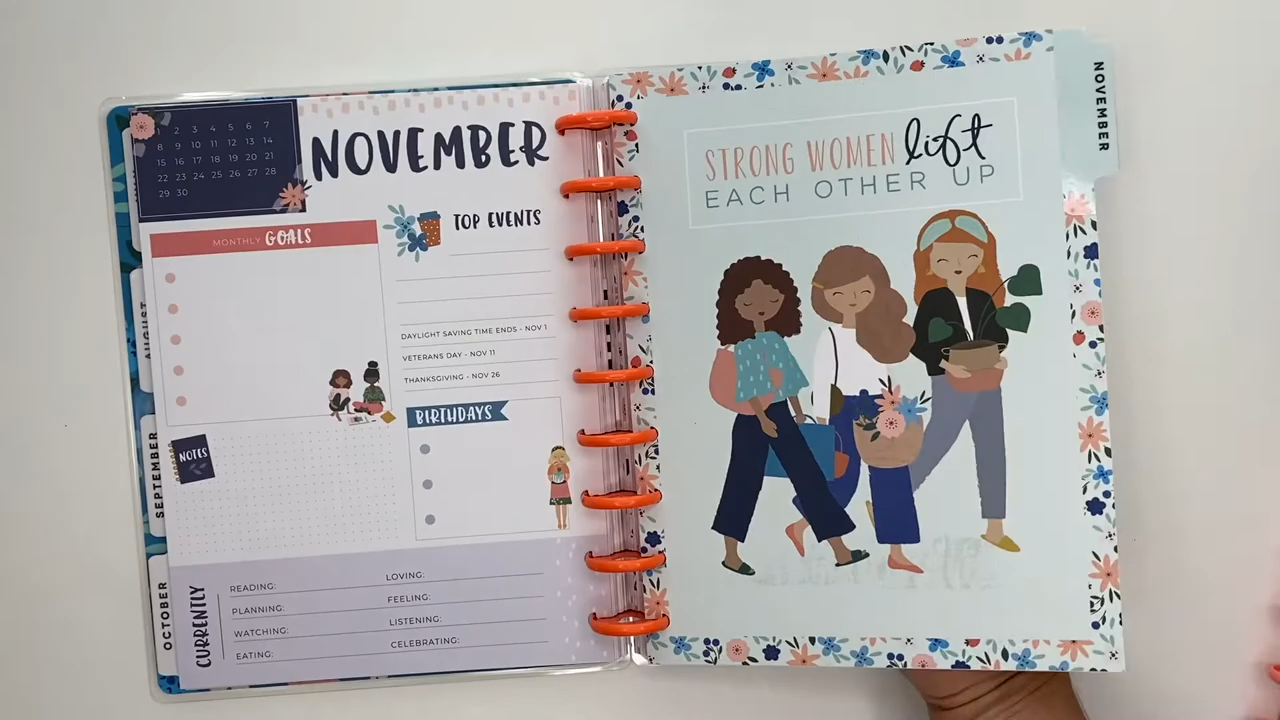 1 2 3 4 5 6 7
8 9 10 11 12 13 14
15 16 17 18 19 20 21
22 23 24 25 26 27 28
29 30
NOVEMBER
MONTHLY GOALS
TOP EVENTS
DAYLIGHT SAVING TIME ENDS - NOV 1
VETERANS DAY - NOV 11
THANKSGIVING - NOV 26
BIRTHDAYS
NOTES
CURRENTLY
READING:
LOVING:
PLANNING:
FEELING:
WATCHING:
LISTENING:
EATING:
CELEBRATING:
AUGUST
SEPTEMBER
OCTOBER
STRONG WOMEN lift
EACH OTHER UP
NOVEMBER